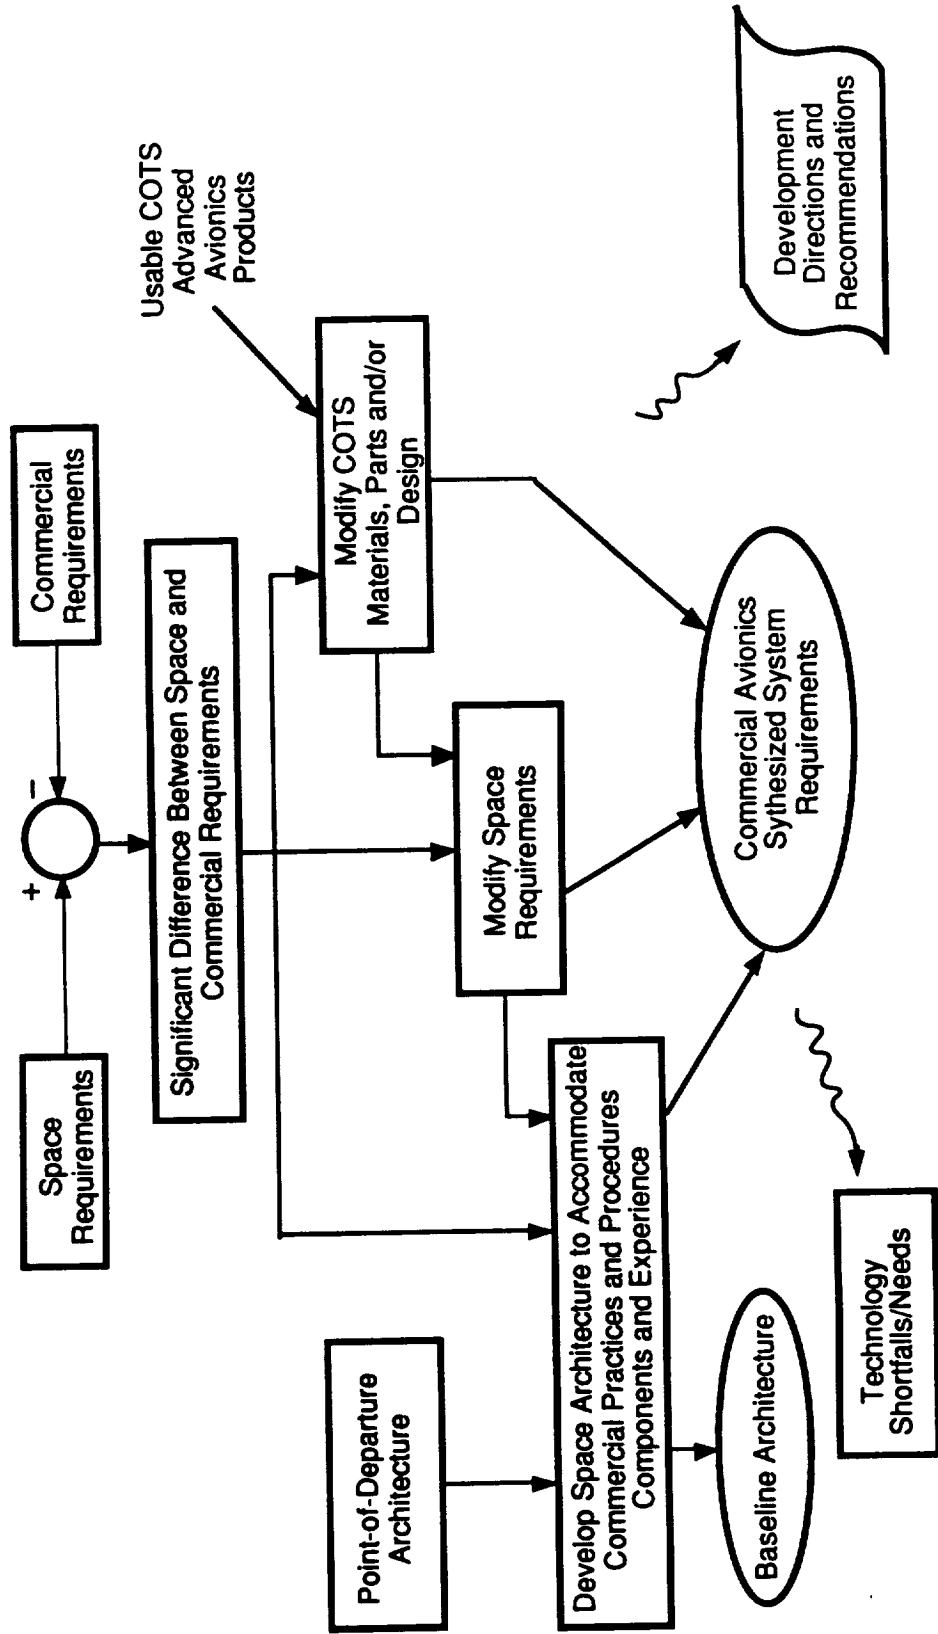 Space
Requirements
+
−
Commercial
Requirements
Significant Difference Between Space and
Commercial Requirements
Usable COTS
Advanced
Avionics
Products
Point-of-Departure
Architecture
Modify COTS
Materials, Parts and/or
Design
Modify Space
Requirements
Develop Space Architecture to Accommodate
Commercial Practices and Procedures
Components and Experience
Baseline Architecture
Commercial Avionics
Sythesized System
Requirements
Technology
Shortfalls/Needs
Development
Directions and
Recommendations